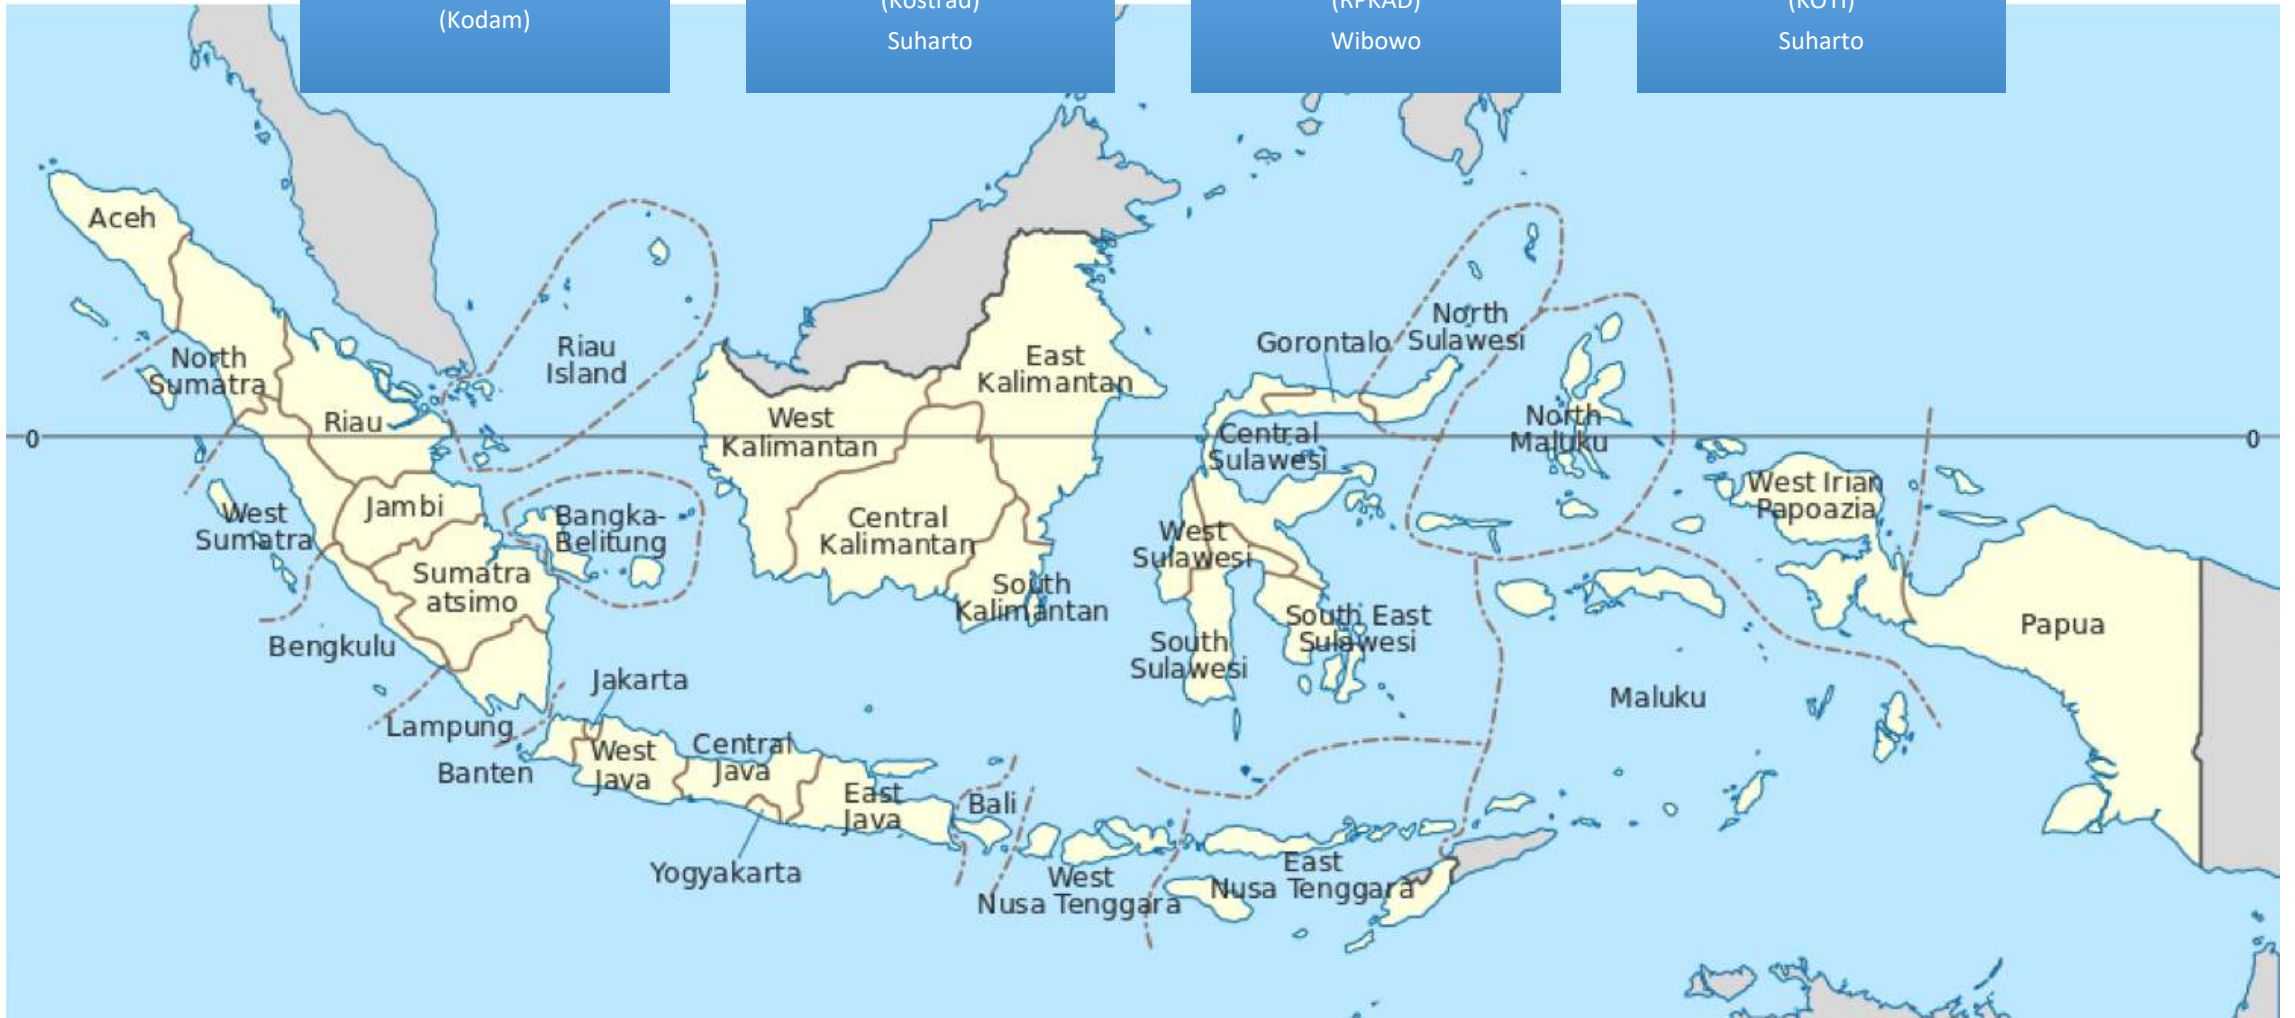 (Kodam)
(Kostrad)
Suharto
(RPKAD)
Wibowo
(KOTI)
Suharto
Aceh
North
Sumatra
Riau
Riau
Island
West
Sumatra
Jambi
Bangka-
Belitung
Sumatra
atsimo
Bengkulu
Lampung
Jakarta
Banten
West
Java
Central
Java
Yogyakarta
East
Java
Bali
West
Nusa Tenggara
East
Nusa Tenggara
West
Kalimantan
Central
Kalimantan
East
Kalimantan
South
Kalimantan
Gorontalo
North
Sulawesi
Central
Sulawesi
West
Sulawesi
South
Sulawesi
South East
Sulawesi
North
Maluku
Maluku
West Irian
Papoazia
Papua
0
0